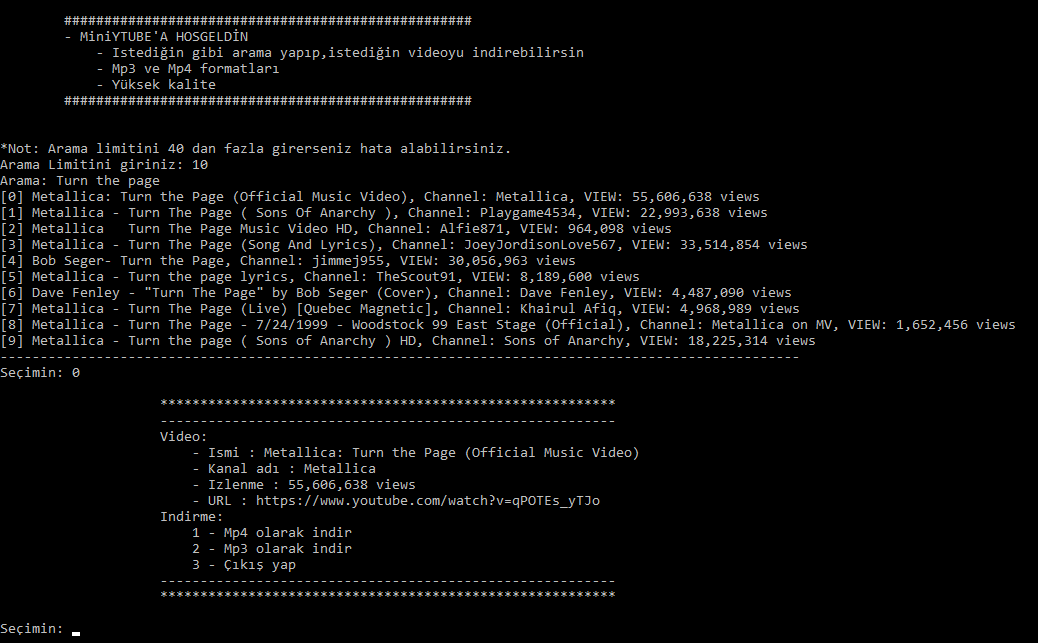 ###################################################
- MiniYTUBE'A HOSGELDİN
- Istediğin gibi arama yapıp,istediğin videoyu indirebilirsin
- Mp3 ve Mp4 formatları
- Yüksek kalite
###################################################
*Not: Arama limitini 40 dan fazla girerseniz hata alabilirsiniz.
Arama Limitini giriniz: 10
Arama: Turn the page
[0] Metallica: Turn the Page (Official Music Video), Channel: Metallica, VIEW: 55,606,638 views
[1] Metallica - Turn The Page ( Sons Of Anarchy ), Channel: Playgame4534, VIEW: 22,993,638 views
[2] Metallica   Turn The Page Music Video HD, Channel: Alfie871, VIEW: 964,098 views
[3] Metallica - Turn The Page (Song And Lyrics), Channel: JoeyJordisonLove567, VIEW: 33,514,854 views
[4] Bob Seger- Turn the Page, Channel: jimmej955, VIEW: 30,056,963 views
[5] Metallica - Turn the page lyrics, Channel: TheScout91, VIEW: 8,189,600 views
[6] Dave Fenley - "Turn The Page" by Bob Seger (Cover), Channel: Dave Fenley, VIEW: 4,487,090 views
[7] Metallica - Turn The Page (Live) [Quebec Magnetic], Channel: Khairul Afiq, VIEW: 4,968,989 views
[8] Metallica - Turn The Page - 7/24/1999 - Woodstock 99 East Stage (Official), Channel: Metallica on MV, VIEW: 1,652,456 views
[9] Metallica - Turn the page ( Sons of Anarchy ) HD, Channel: Sons of Anarchy, VIEW: 18,225,314 views
----------------------------------------------------------------------------------------------------
Seçimin: 0
*********************************************************
---------------------------------------------------------
Video:
- Ismi : Metallica: Turn the Page (Official Music Video)
- Kanal adı : Metallica
- Izlenme : 55,606,638 views
- URL : https://www.youtube.com/watch?v=qPOTEs_yTJo
Indirme:
1 - Mp4 olarak indir
2 - Mp3 olarak indir
3 - Çıkış yap
---------------------------------------------------------
*********************************************************
Seçimin: